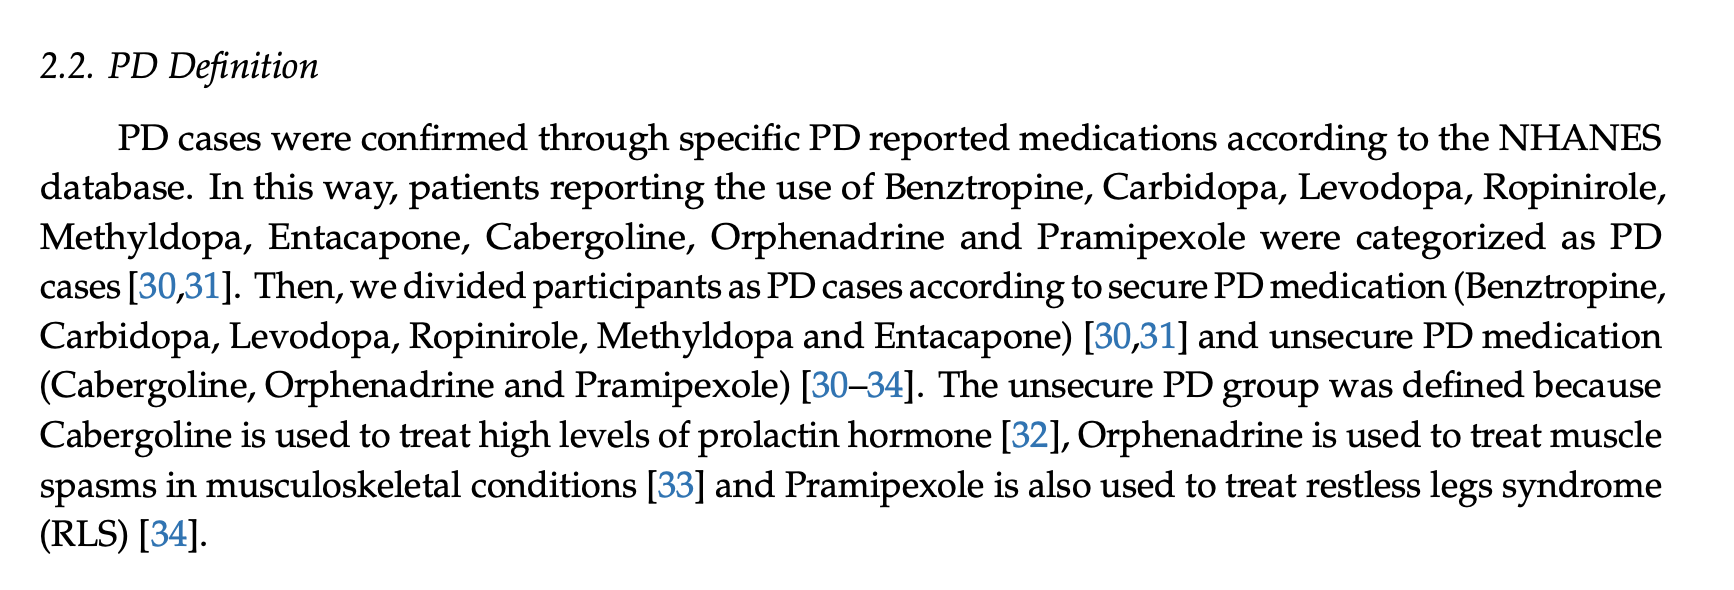 2.2. PD Definition
PD cases were confirmed through specific PD reported medications according to the NHANES
database. In this way, patients reporting the use of Benztropine, Carbidopa, Levodopa, Ropinirole,
Methyldopa, Entacapone, Cabergoline, Orphenadrine and Pramipexole were categorized as PD
cases [30,31]. Then, we divided participants as PD cases according to secure PD medication (Benztropine,
Carbidopa, Levodopa, Ropinirole, Methyldopa and Entacapone) [30,31] and unsecure PD medication
(Cabergoline, Orphenadrine and Pramipexole) [30–34]. The unsecure PD group was defined because
Cabergoline is used to treat high levels of prolactin hormone [32], Orphenadrine is used to treat muscle
spasms in musculoskeletal conditions [33] and Pramipexole is also used to treat restless legs syndrome
(RLS) [34].